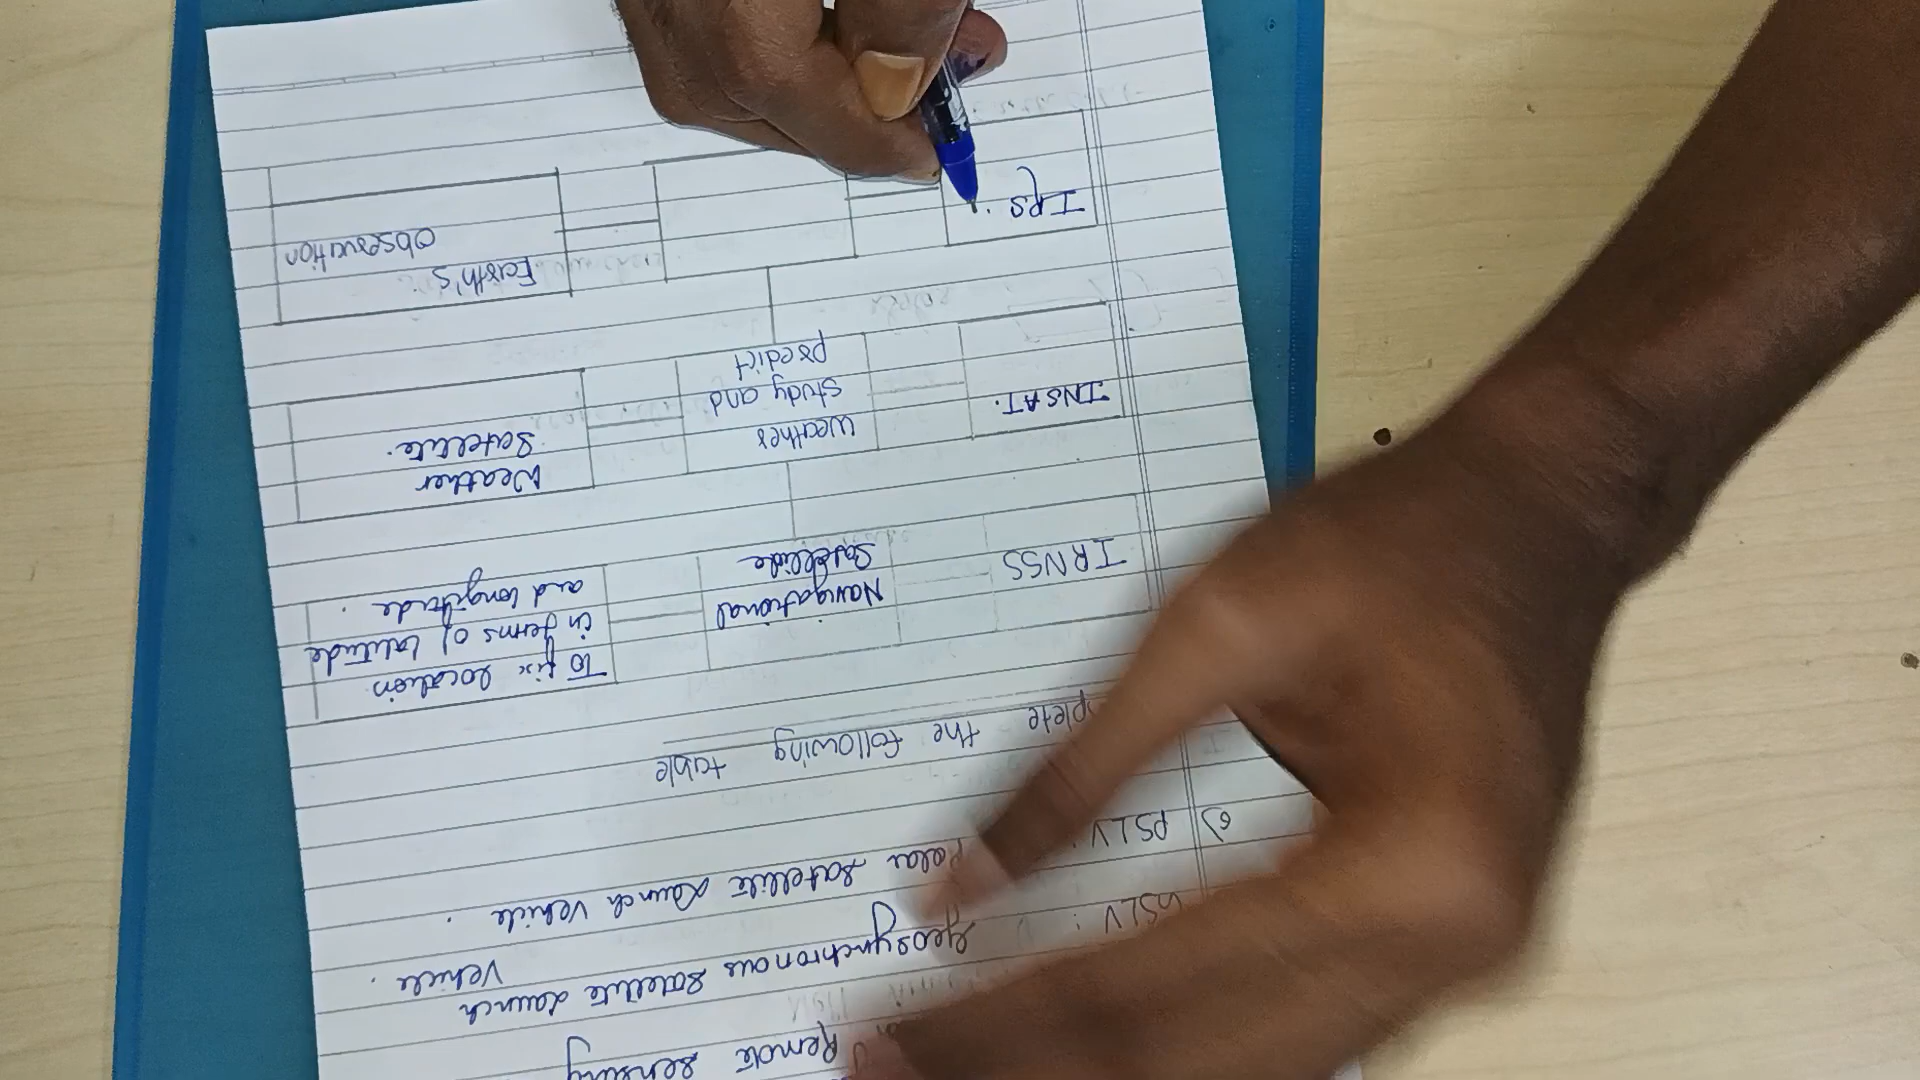 Remote sensing
GSLV : Geosynchronous satellite Launch
Vehicle.
6) PSLV : Polar satellite Launch Vehicle.
the following table
IRNSS Navigational Satellite To fix location in terms of latitude and longitude.
INSAT. Weather study and predict Weather satellite.
IRS. Earth's observation